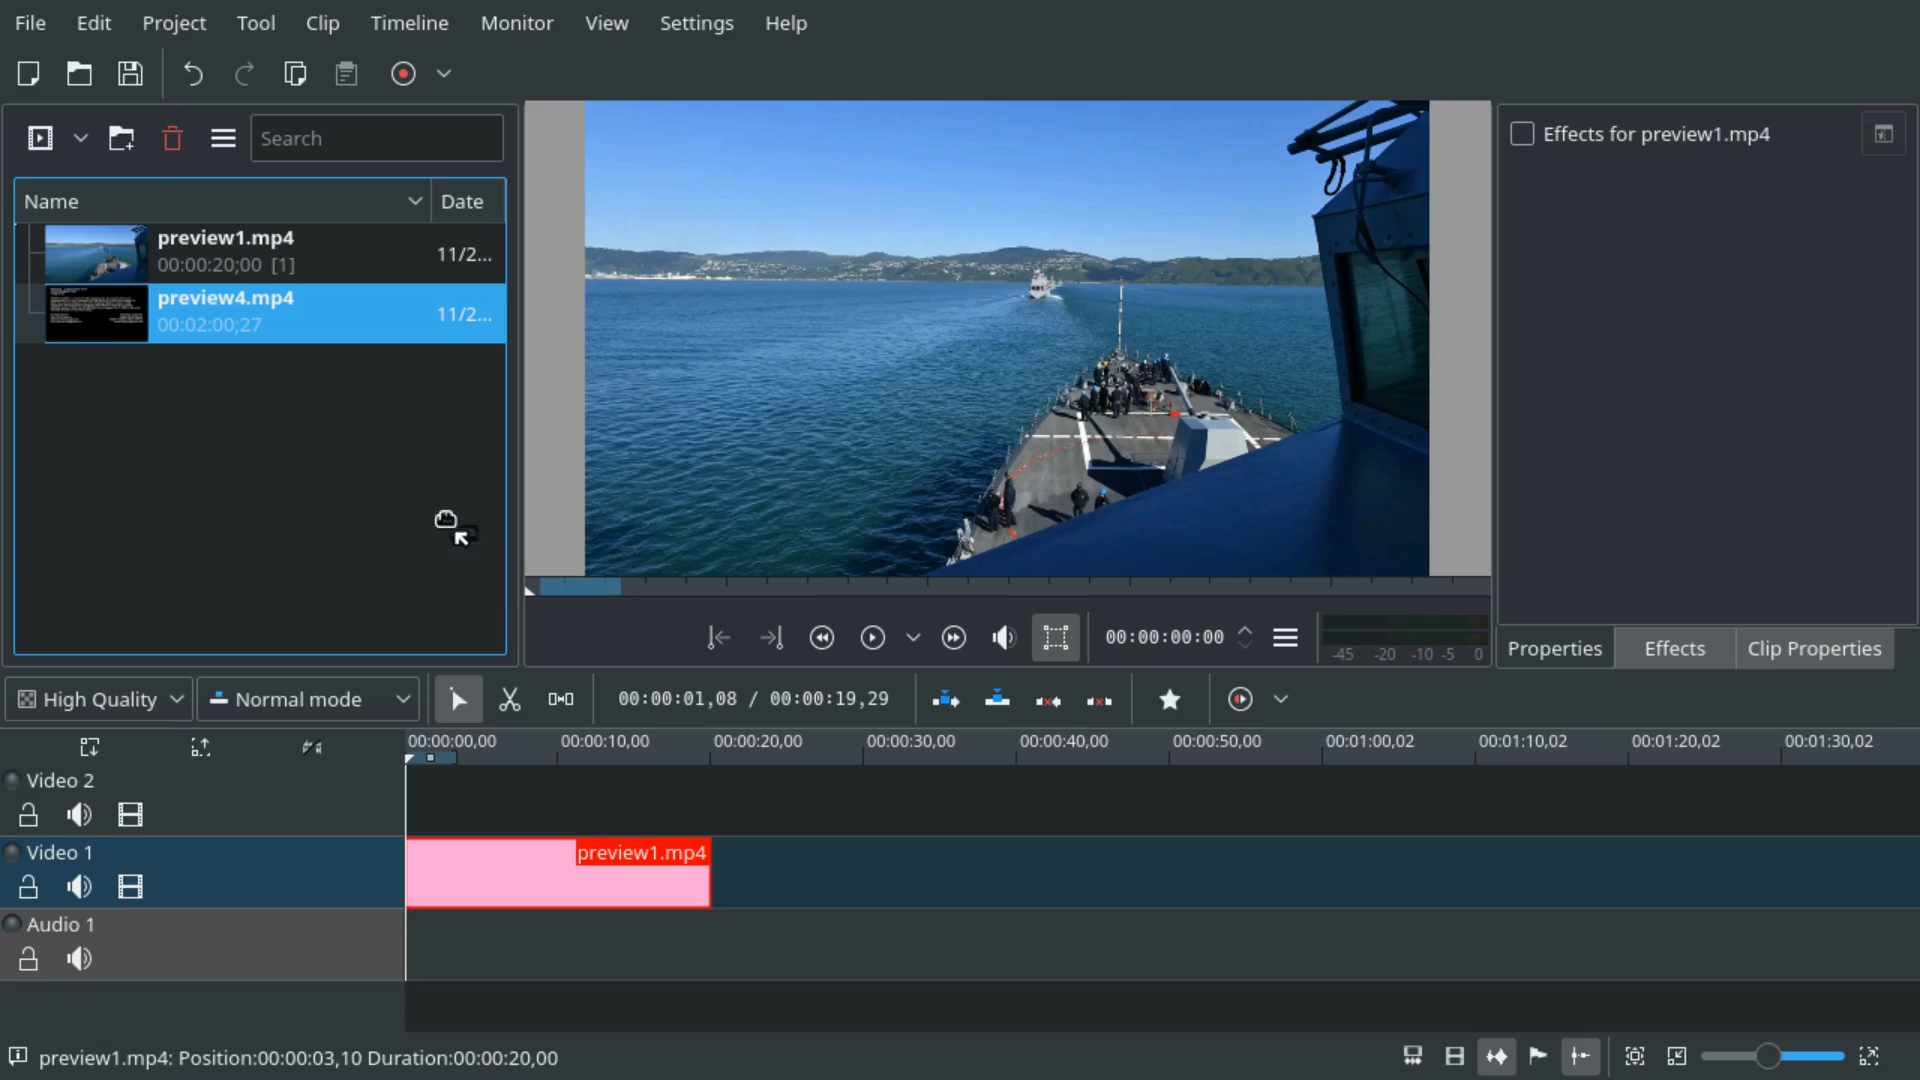 File Edit Project Tool Clip Timeline Monitor View Settings Help
Search
Name Date
preview1.mp4
00:00:20;00 [1] 11/2...
preview4.mp4
00:02:00;27 11/2...
Effects for preview1.mp4
00:00:00:00
-45 -20 -10 -5 0
Properties Effects Clip Properties
High Quality Normal mode 00:00:01,08 / 00:00:19,29
00:00:00,00 00:00:10,00 00:00:20,00 00:00:30,00 00:00:40,00 00:00:50,00 00:01:00,02 00:01:10,02 00:01:20,02 00:01:30,02
Video 2
Video 1
preview1.mp4
Audio 1
preview1.mp4: Position:00:00:03,10 Duration:00:00:20,00